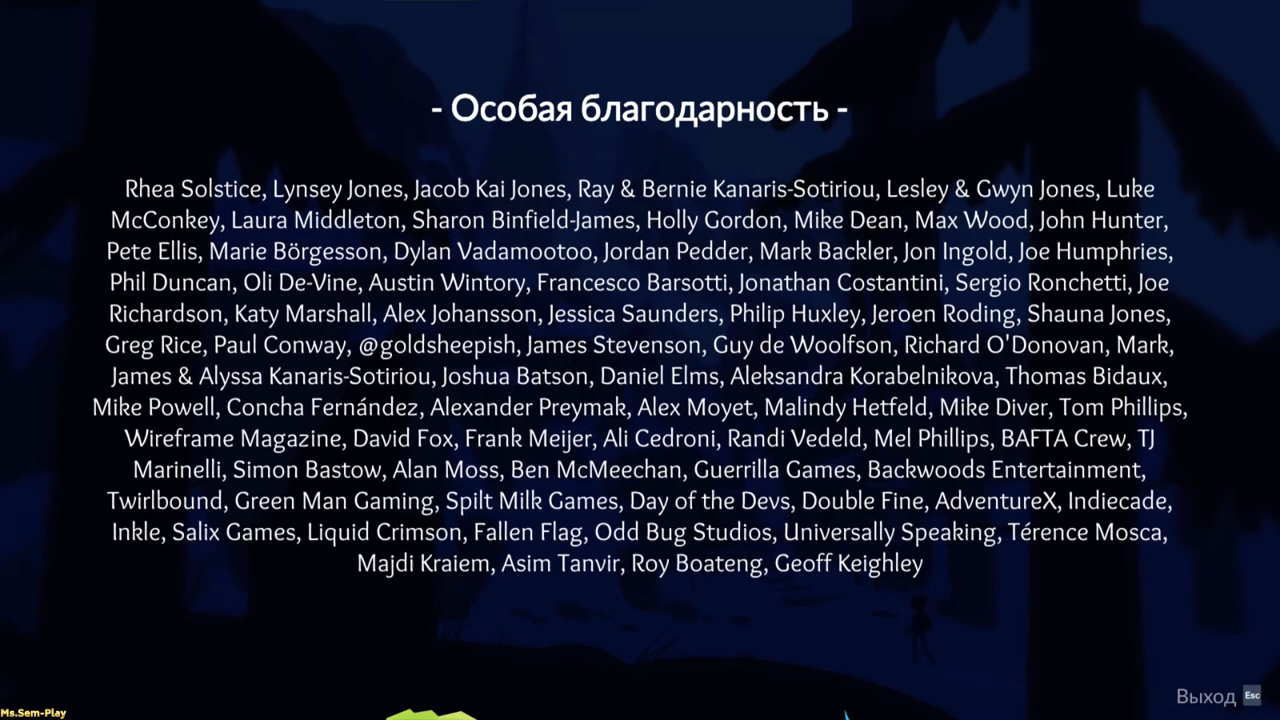 - Особая благодарность -
Rhea Solstice, Lynsey Jones, Jacob Kai Jones, Ray & Bernie Kanaris-Sotiriou, Lesley & Gwyn Jones, Luke
McConkey, Laura Middleton, Sharon Binfield-James, Holly Gordon, Mike Dean, Max Wood, John Hunter,
Pete Ellis, Marie Börgesson, Dylan Vadamootoo, Jordan Pedder, Mark Backler, Jon Ingold, Joe Humphries,
Phil Duncan, Oli De-Vine, Austin Wintory, Francesco Barsotti, Jonathan Costantini, Sergio Ronchetti, Joe
Richardson, Katy Marshall, Alex Johansson, Jessica Saunders, Philip Huxley, Jeroen Roding, Shauna Jones,
Greg Rice, Paul Conway, @goldsheepish, James Stevenson, Guy de Woolfson, Richard O'Donovan, Mark,
James & Alyssa Kanaris-Sotiriou, Joshua Batson, Daniel Elms, Aleksandra Korabelnikova, Thomas Bidaux,
Mike Powell, Concha Fernández, Alexander Preymak, Alex Moyet, Malindy Hetfeld, Mike Diver, Tom Phillips,
Wireframe Magazine, David Fox, Frank Meijer, Ali Cedroni, Randi Vedeld, Mel Phillips, BAFTA Crew, TJ
Marinelli, Simon Bastow, Alan Moss, Ben McMeechan, Guerrilla Games, Backwoods Entertainment,
Twirlbound, Green Man Gaming, Spilt Milk Games, Day of the Devs, Double Fine, AdventureX, Indiecade,
Inkle, Salix Games, Liquid Crimson, Fallen Flag, Odd Bug Studios, Universally Speaking, Térence Mosca,
Majdi Kraiem, Asim Tanvir, Roy Boateng, Geoff Keighley
Выход Esc
Ms.Sem-Play